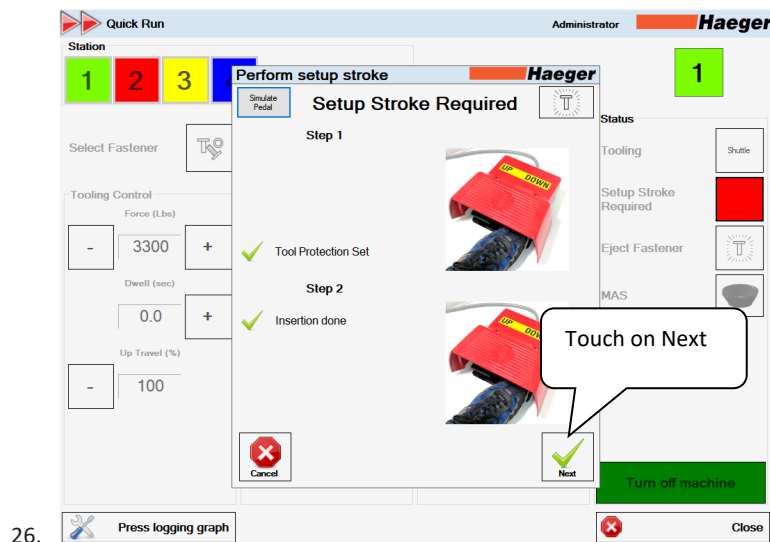 Quick Run
Administrator
Haeger
Station
1
2
3
4
Perform setup stroke
Haeger
Simulate
Pedal
Setup Stroke Required
1
Step 1
Status
Select Fastener
Tooling
Shuttle
UP DOWN
Tooling Control
Force (Lbs)
Setup Stroke
Required
-
3300
+
Tool Protection Set
Eject Fastener
Dwell (sec)
Step 2
MAS
0.0
+
Insertion done
UP
Touch on Next
Up Travel (%)
-
100
Cancel
Next
Turn off machine
26.
Press logging graph
Close